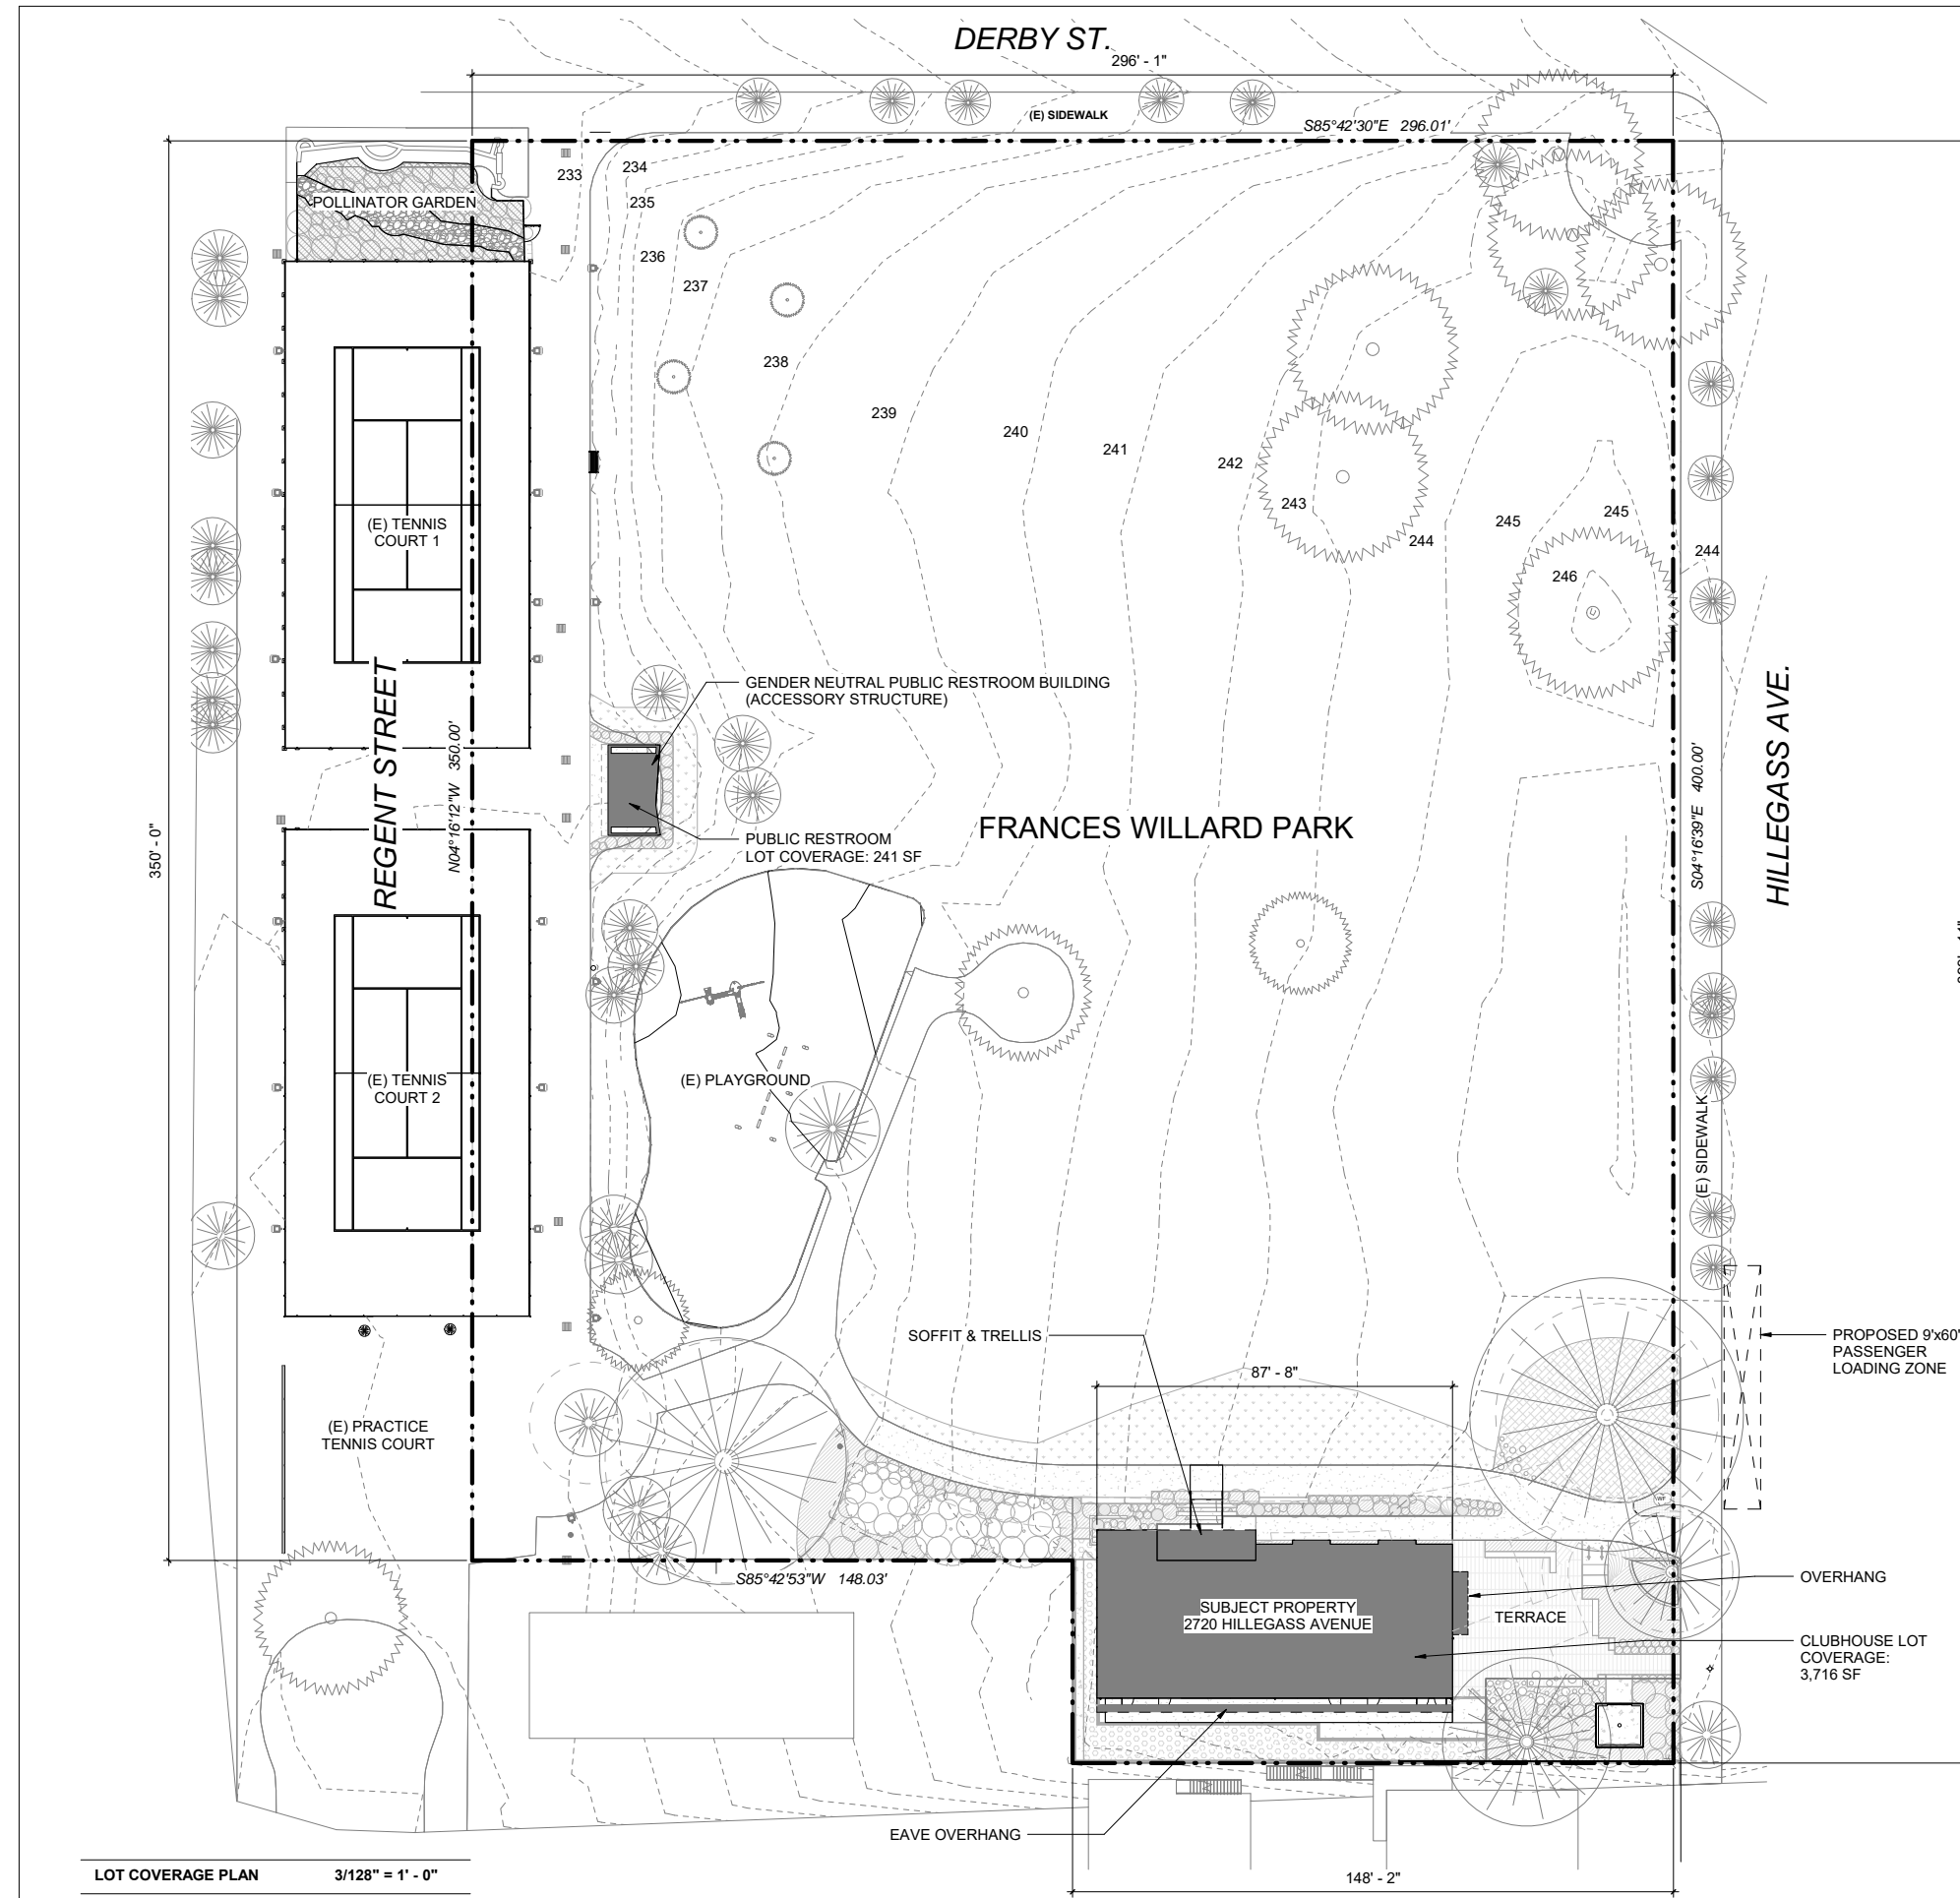 DERBY ST.
296' - 1"
(E) SIDEWALK
S85°42'30"E 296.01'
POLLINATOR GARDEN
233
234
235
236
237
238
239
240
241
242
243
244
245
245
246
244
(E) TENNIS
COURT 1
REGENT STREET
N04°16'12"W 350.00'
350' - 0"
GENDER NEUTRAL PUBLIC RESTROOM BUILDING
(ACCESSORY STRUCTURE)
PUBLIC RESTROOM
LOT COVERAGE: 241 SF
FRANCES WILLARD PARK
S04°16'39"E 400.00'
HILLEGASS AVE.
(E) TENNIS
COURT 2
(E) PLAYGROUND
(E) SIDEWALK
SOFFIT & TRELLIS
87' - 8"
PROPOSED 9'x60'
PASSENGER
LOADING ZONE
(E) PRACTICE
TENNIS COURT
S85°42'53"W 148.03'
SUBJECT PROPERTY
2720 HILLEGASS AVENUE
TERRACE
OVERHANG
CLUBHOUSE LOT
COVERAGE:
3,716 SF
EAVE OVERHANG
148' - 2"
LOT COVERAGE PLAN 3/128" = 1' - 0"